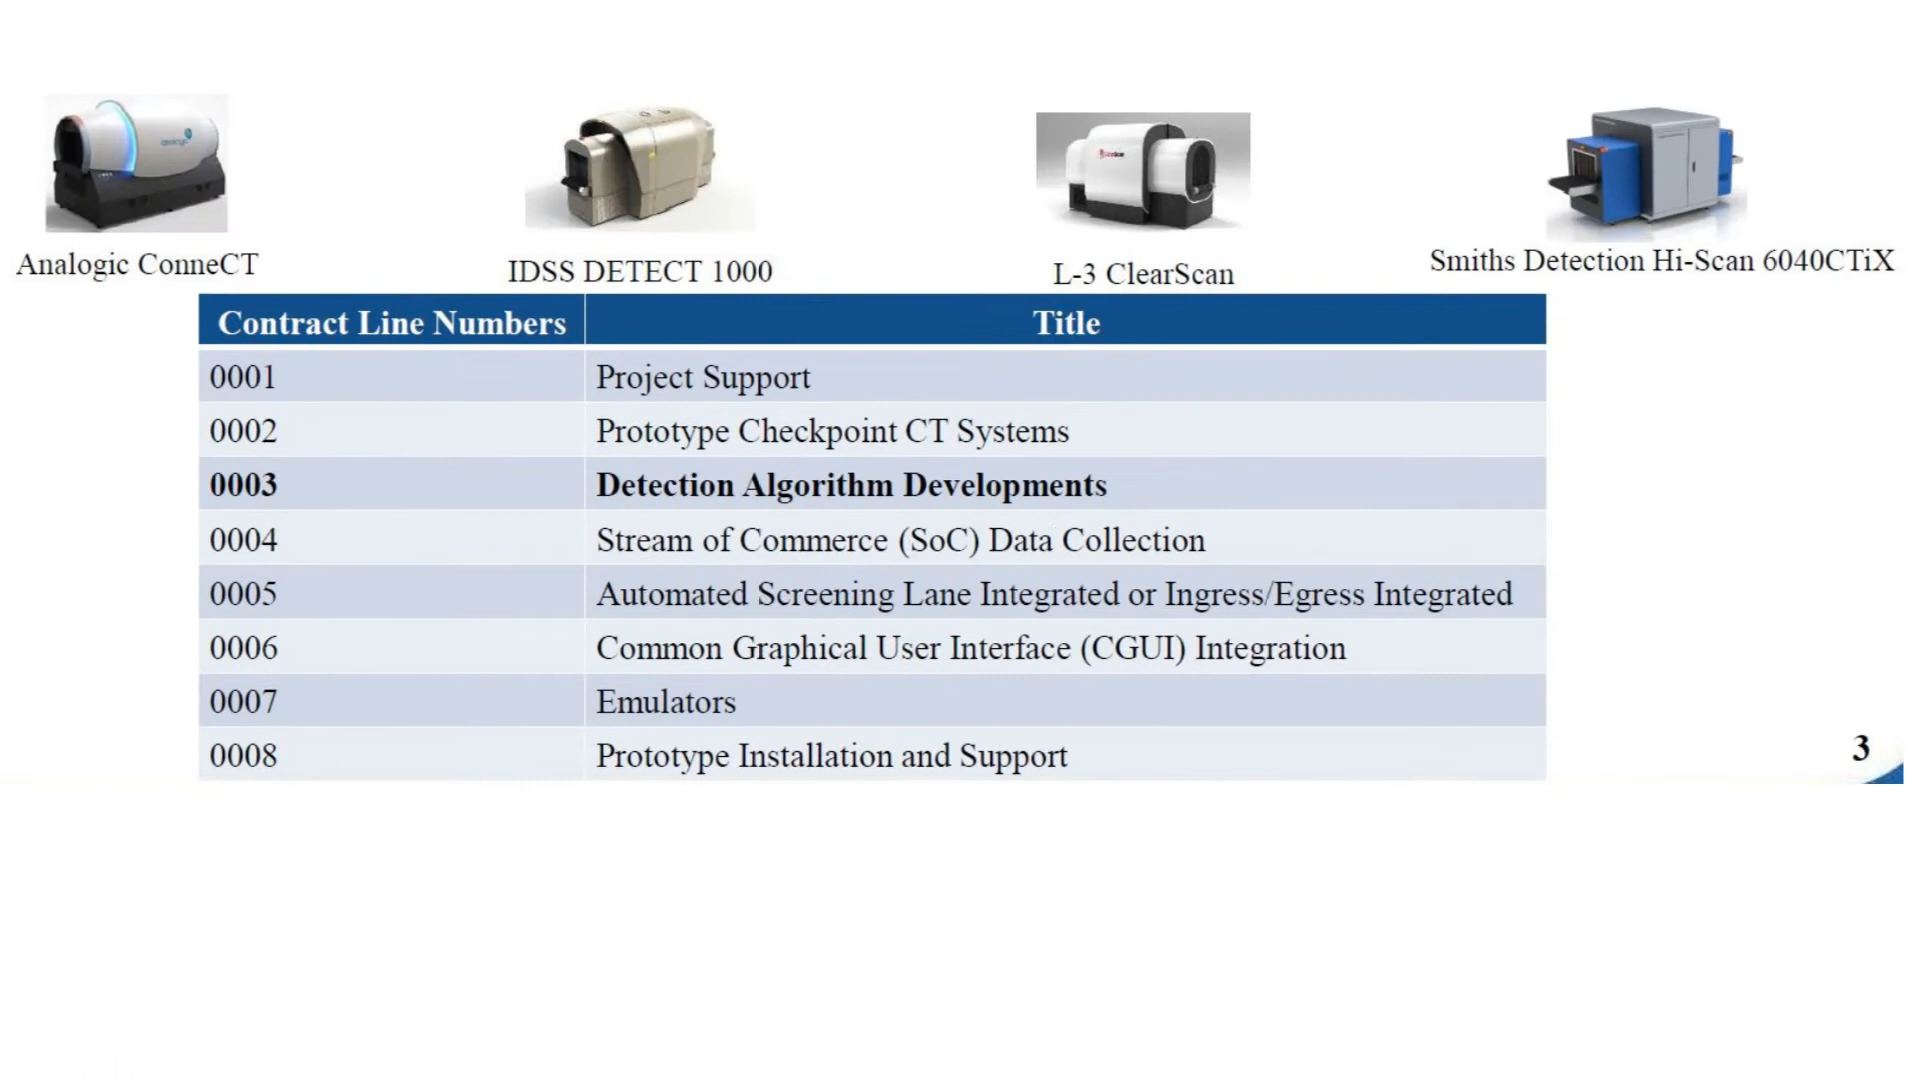 Analogic ConneCT
IDSS DETECT 1000
L-3 ClearScan
Smiths Detection Hi-Scan 6040CTiX
Contract Line Numbers Title
0001 Project Support
0002 Prototype Checkpoint CT Systems
0003 Detection Algorithm Developments
0004 Stream of Commerce (SoC) Data Collection
0005 Automated Screening Lane Integrated or Ingress/Egress Integrated
0006 Common Graphical User Interface (CGUI) Integration
0007 Emulators
0008 Prototype Installation and Support
3